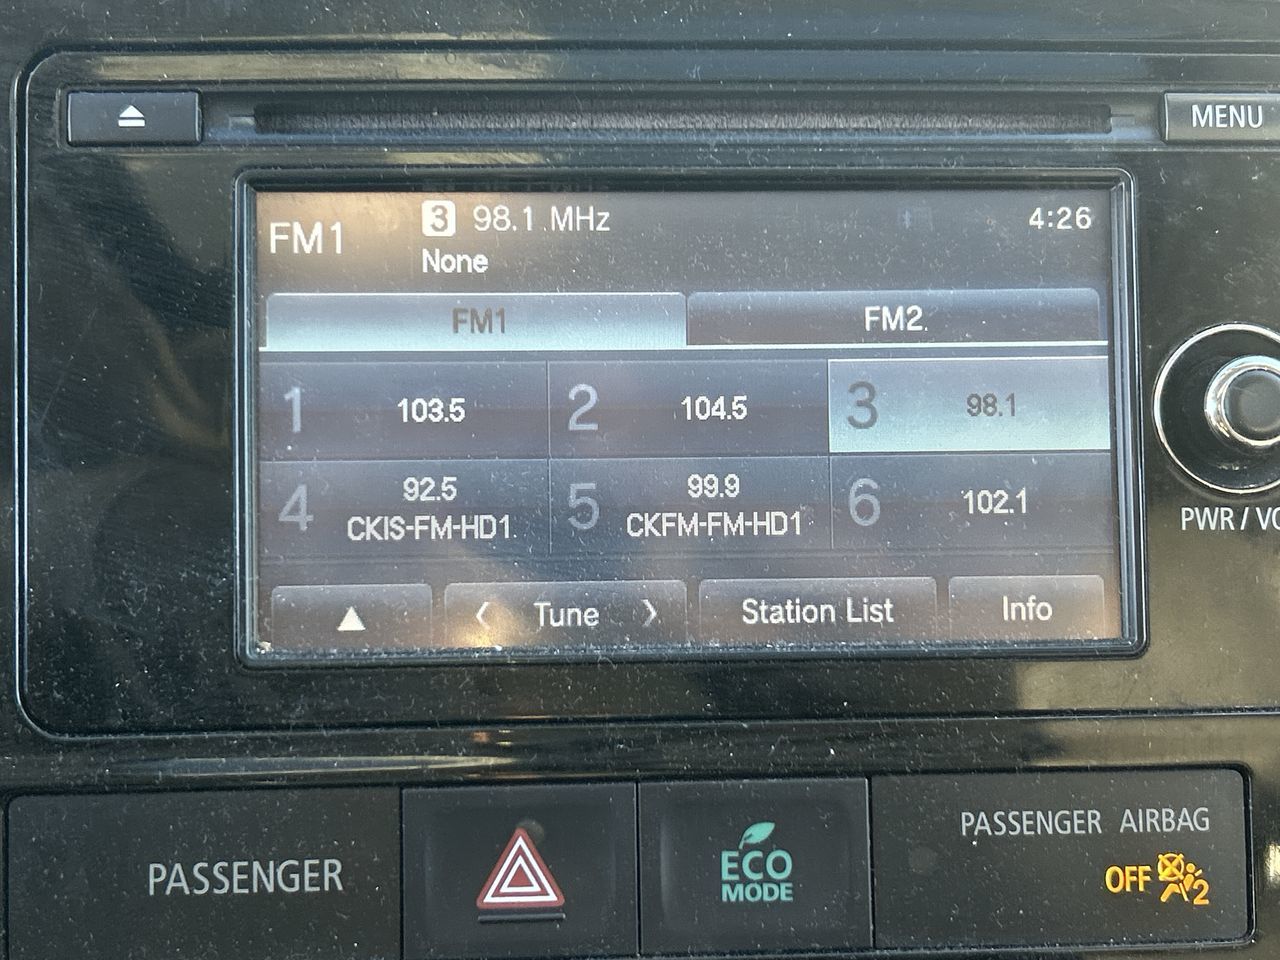 MENU
FM1
3 98.1 MHz
4:26
None
FM1
FM2
1 103.5
2 104.5
3 98.1
4 92.5
CKIS-FM-HD1
5 99.9
CKFM-FM-HD1
6 102.1
Tune
Station List
Info
PWR / VO
PASSENGER
ECO
MODE
PASSENGER AIRBAG
OFF 2